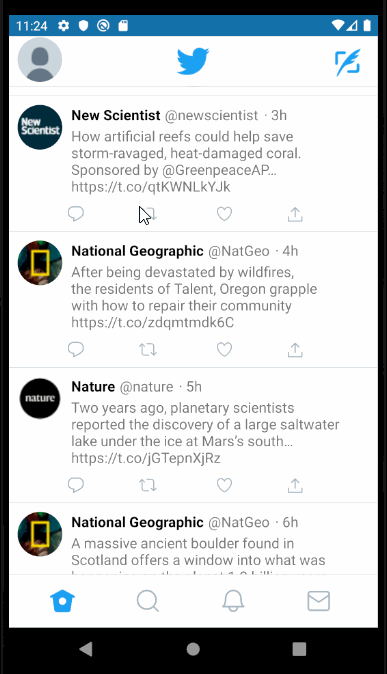 11:24
New Scientist @newscientist · 3h
New
Scientist
How artificial reefs could help save
storm-ravaged, heat-damaged coral.
Sponsored by @GreenpeaceAP…
https://t.co/qtKWNLkYJk
National Geographic @NatGeo · 4h
After being devastated by wildfires,
the residents of Talent, Oregon grapple
with how to repair their community
https://t.co/zdqmtmdk6C
Nature @nature · 5h
nature
Two years ago, planetary scientists
reported the discovery of a large saltwater
lake under the ice at Mars’s south…
https://t.co/jGTepnXjRz
National Geographic @NatGeo · 6h
A massive ancient boulder found in
Scotland offers a window into what was